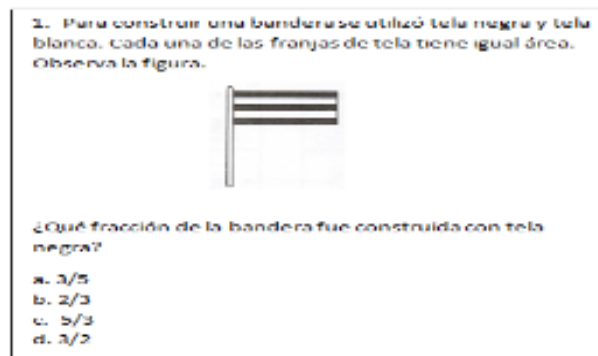 1. Para construir una bandera se utilizó tela negra y tela
blanca. Cada una de las franjas de tela tiene igual área.
Observa la figura.
¿Qué fracción de la bandera fue construida con tela
negra?
a. 3/5
b. 2/3
c. 5/3
d. 3/2